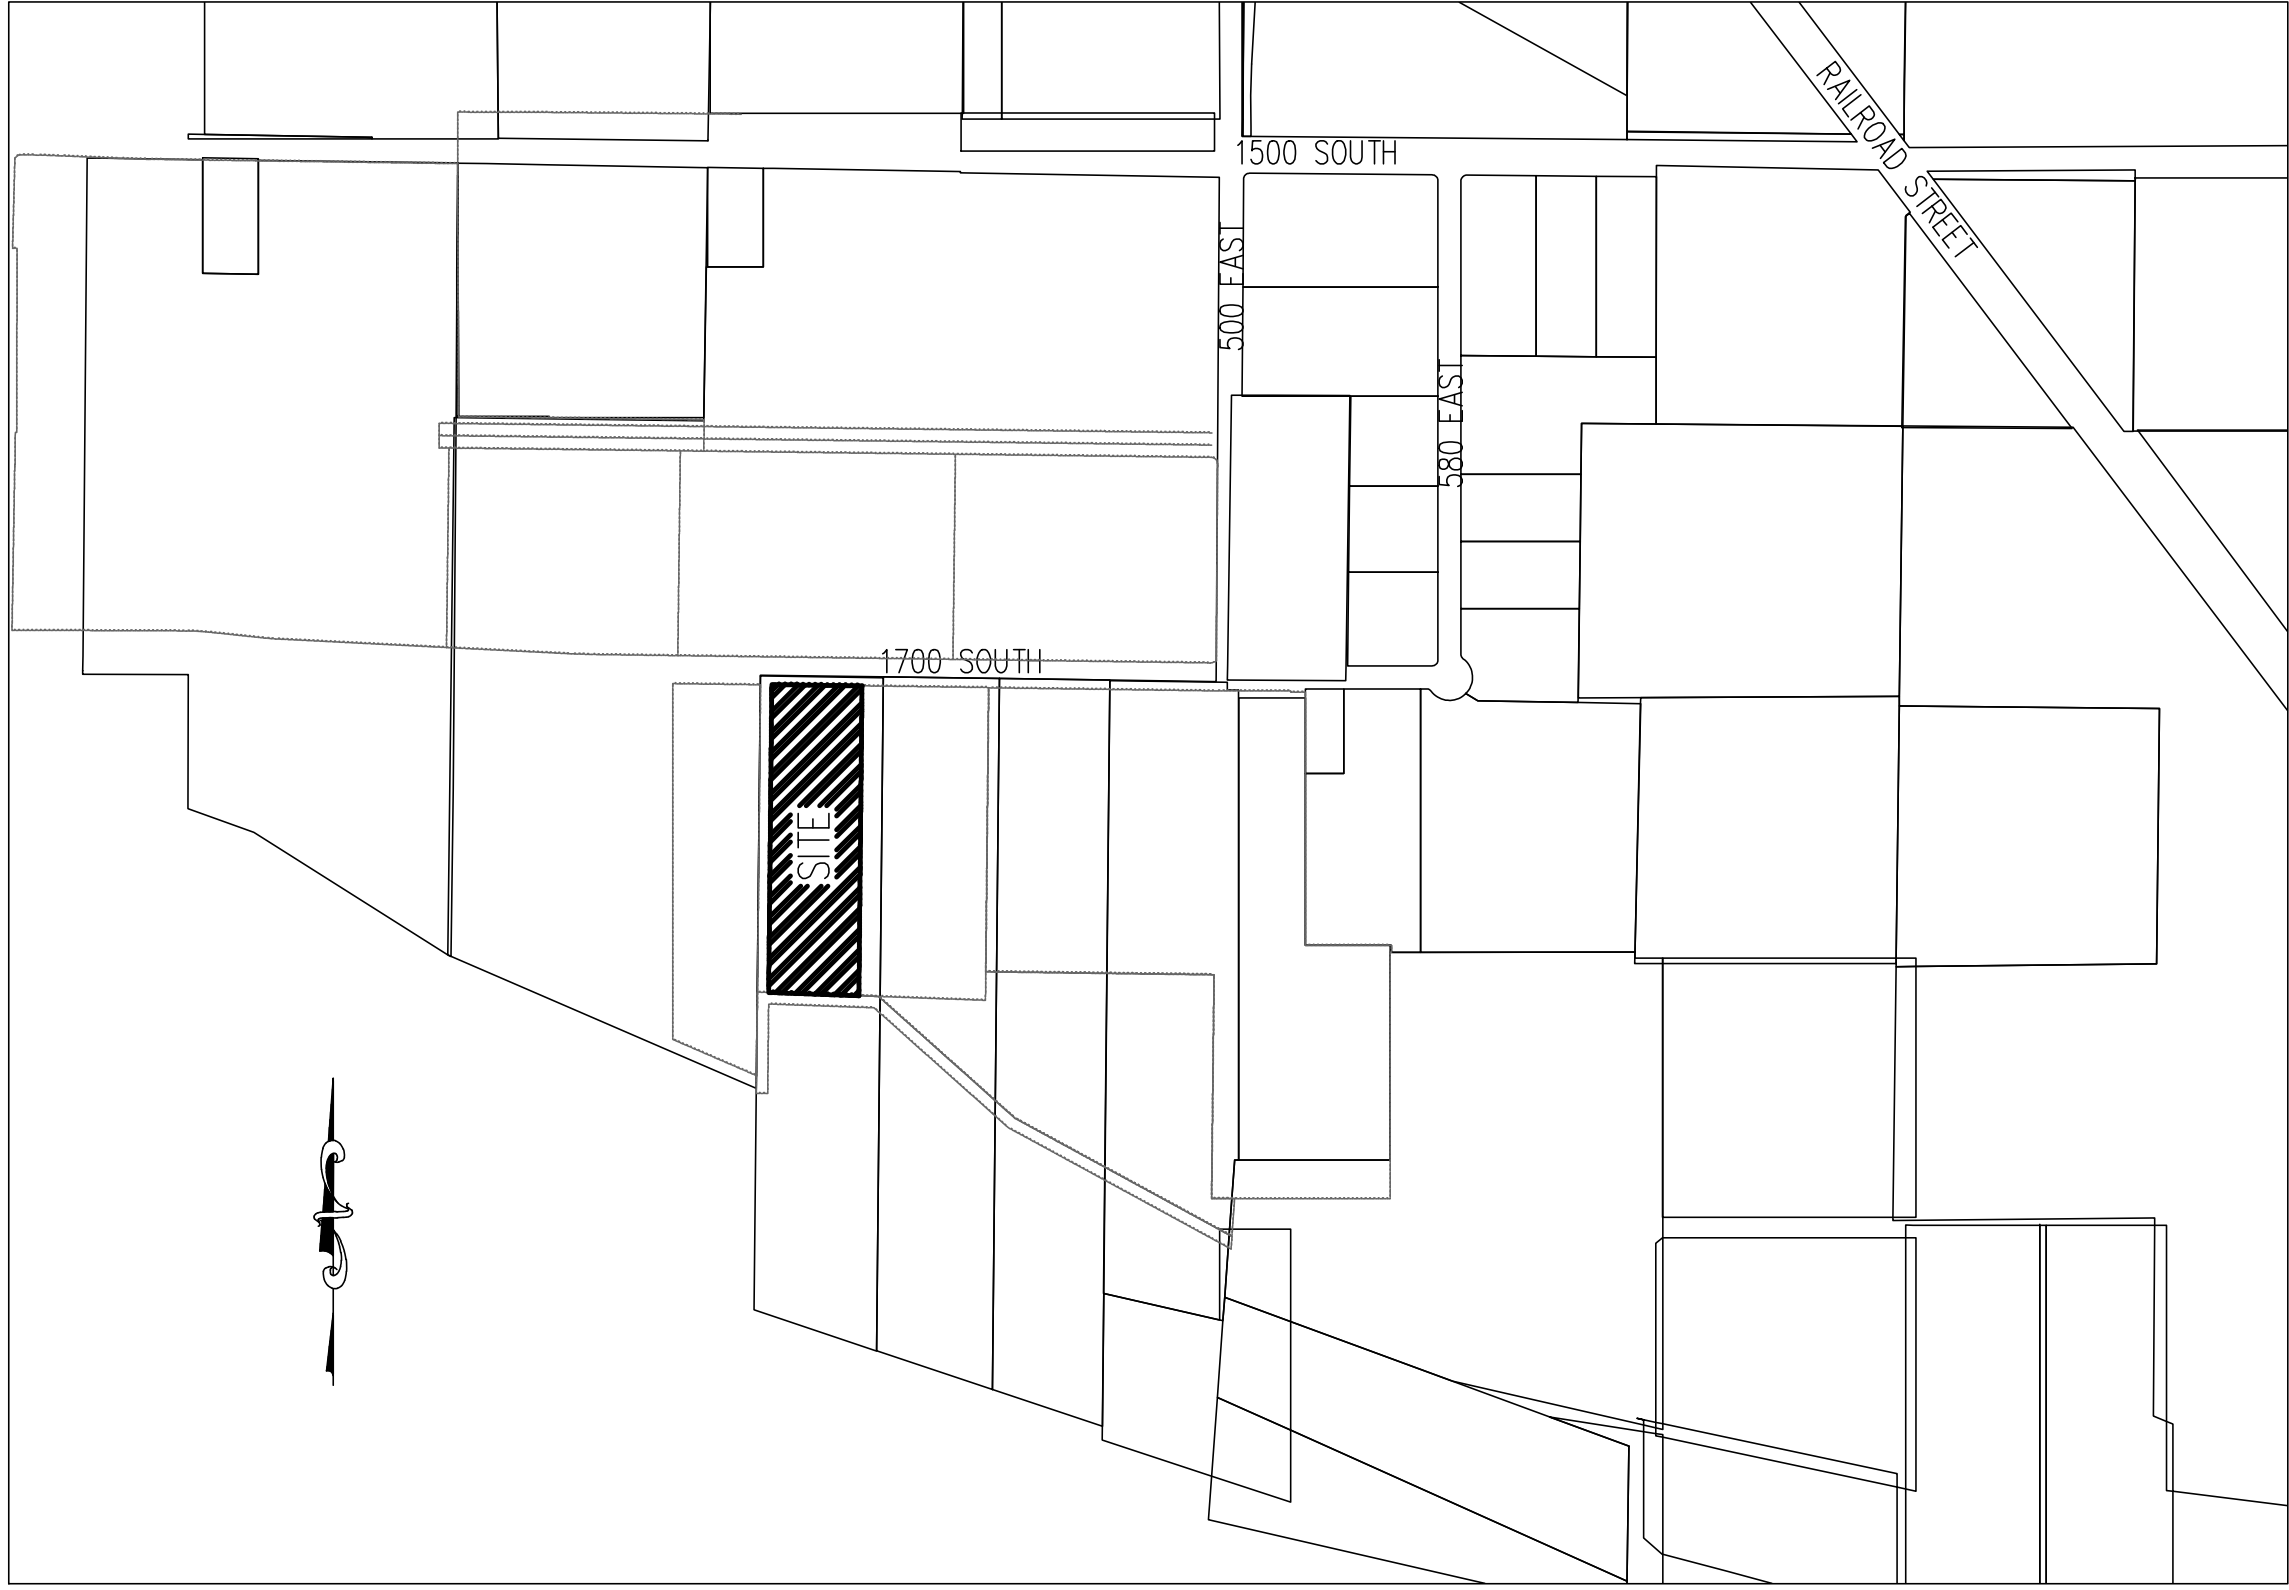 RAILROAD STREET
1500 SOUTH
500 EAST
580 EAST
1700 SOUTH
SITE